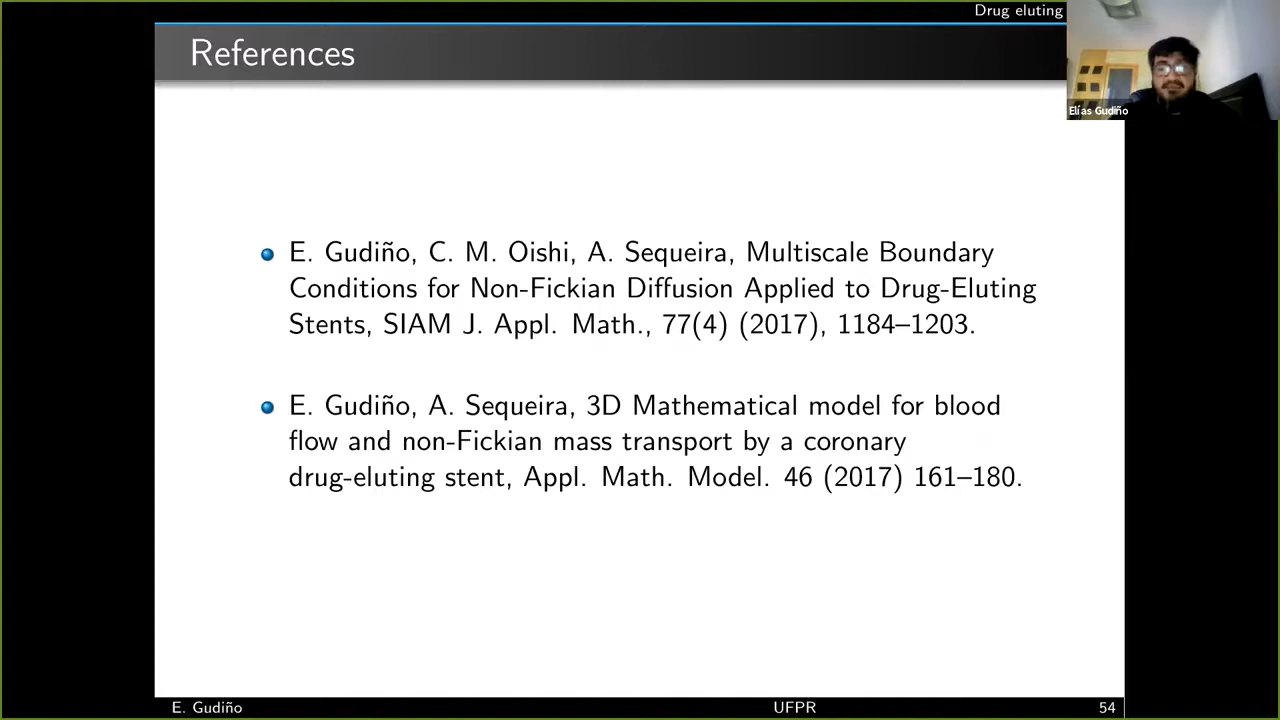 Drug eluting
References
Elías Gudiño
E. Gudiño, C. M. Oishi, A. Sequeira, Multiscale Boundary
Conditions for Non-Fickian Diffusion Applied to Drug-Eluting
Stents, SIAM J. Appl. Math., 77(4) (2017), 1184–1203.
E. Gudiño, A. Sequeira, 3D Mathematical model for blood
flow and non-Fickian mass transport by a coronary
drug-eluting stent, Appl. Math. Model. 46 (2017) 161–180.
E. Gudiño UFPR 54